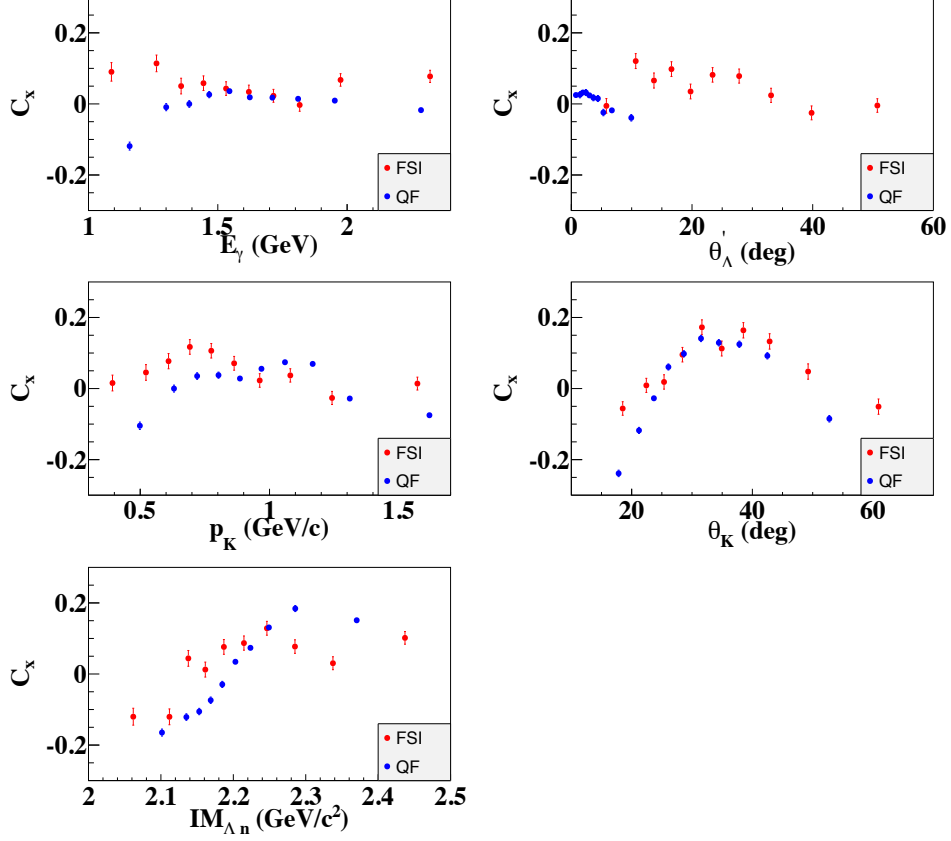 C_x
0.2
0
-0.2
FSI
QF
1 1.5 2
E_γ (GeV)
C_x
0.2
0
-0.2
FSI
QF
0 20 40 60
θ_Λ' (deg)
C_x
0.2
0
-0.2
FSI
QF
0.5 1 1.5
p_K (GeV/c)
C_x
0.2
0
-0.2
FSI
QF
20 40 60
θ_K (deg)
C_x
0.2
0
-0.2
FSI
QF
2 2.1 2.2 2.3 2.4 2.5
IM_Λ n (GeV/c²)